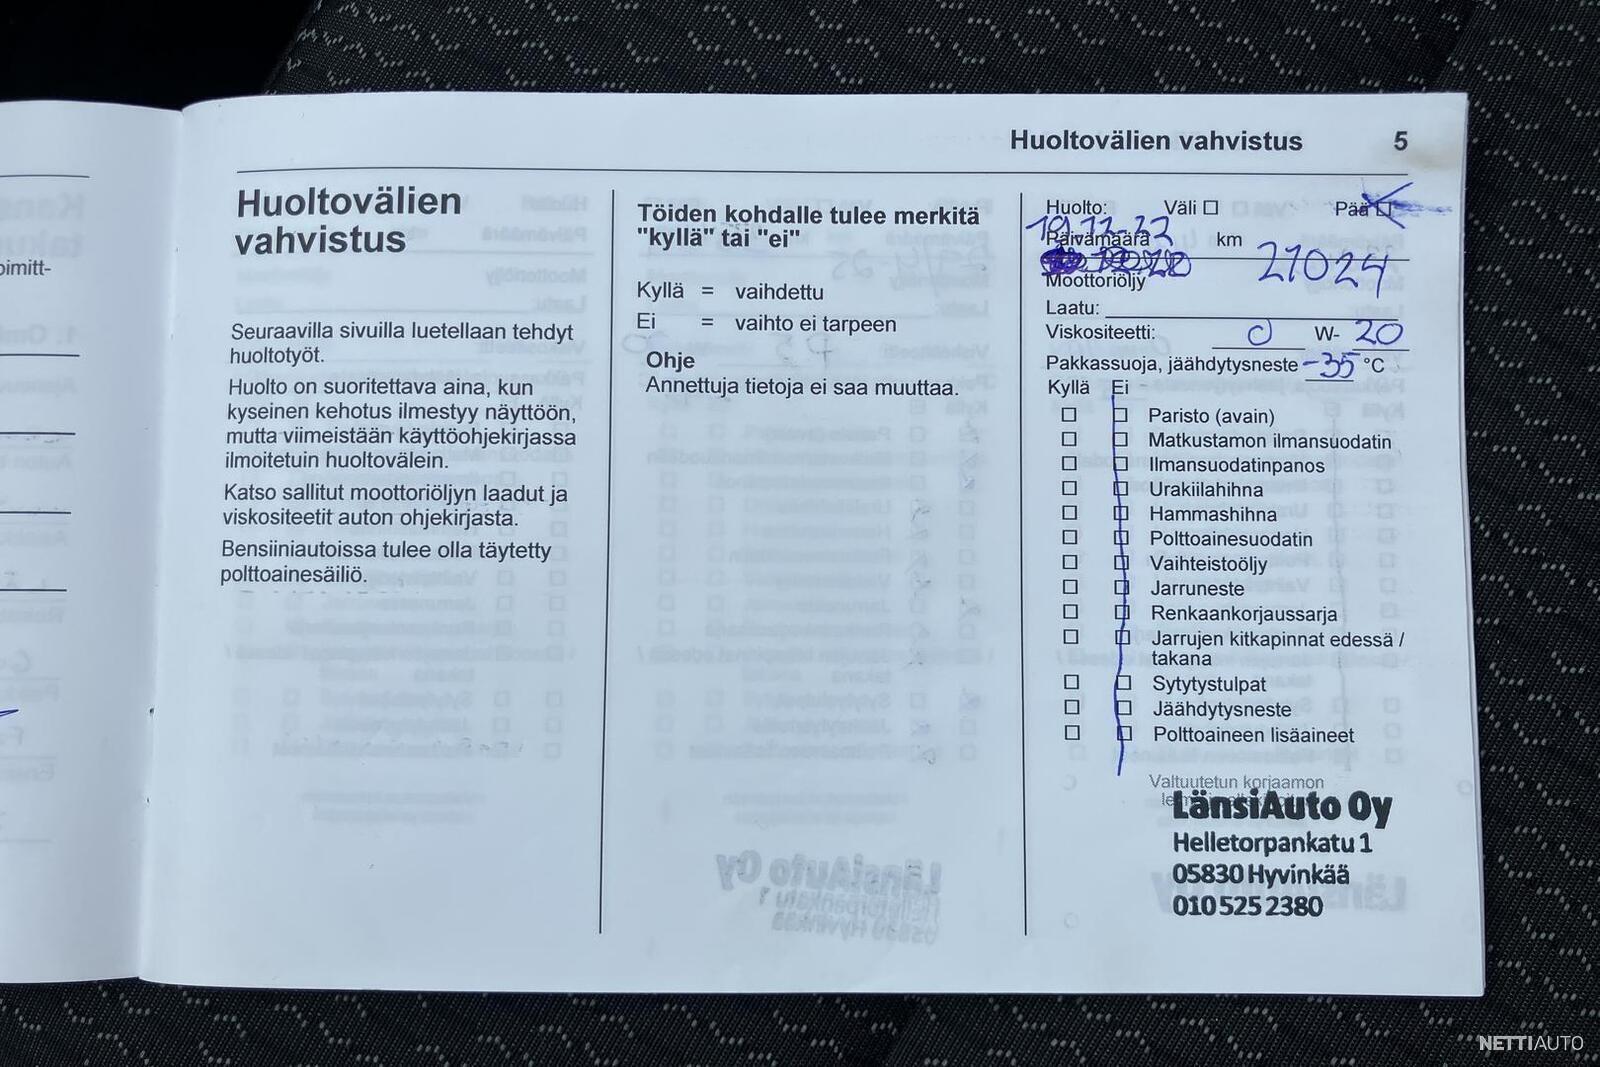 Huoltovälien vahvistus 5
Huoltovälien
vahvistus
Seuraavilla sivuilla luetellaan tehdyt
huoltotyöt.
Huolto on suoritettava aina, kun
kyseinen kehotus ilmestyy näyttöön,
mutta viimeistään käyttöohjekirjassa
ilmoitetuin huoltovälein.
Katso sallitut moottoriöljyn laadut ja
viskositeetit auton ohjekirjasta.
Bensiiniautoissa tulee olla täytetty
polttoainesäiliö.
Töiden kohdalle tulee merkitä
"kyllä" tai "ei"
Kyllä = vaihdettu
Ei = vaihto ei tarpeen
Ohje
Annettuja tietoja ei saa muuttaa.
Huolto: Väli Pää
19.12.22
Päivämäärä km
21024
Moottoriöljy
Laatu:
Viskositeetti: 0 W- 20
Pakkassuoja, jäähdytysneste -35 °C
Kyllä Ei
Paristo (avain)
Matkustamon ilmansuodatin
Ilmansuodatinpanos
Urakiilahihna
Hammashihna
Polttoainesuodatin
Vaihteistoöljy
Jarruneste
Renkaankorjaussarja
Jarrujen kitkapinnat edessä /
takana
Sytytystulpat
Jäähdytysneste
Polttoaineen lisäaineet
Valtuutetun korjaamon
LänsiAuto Oy
Helletorpankatu 1
05830 Hyvinkää
010 525 2380
NETTIAUTO